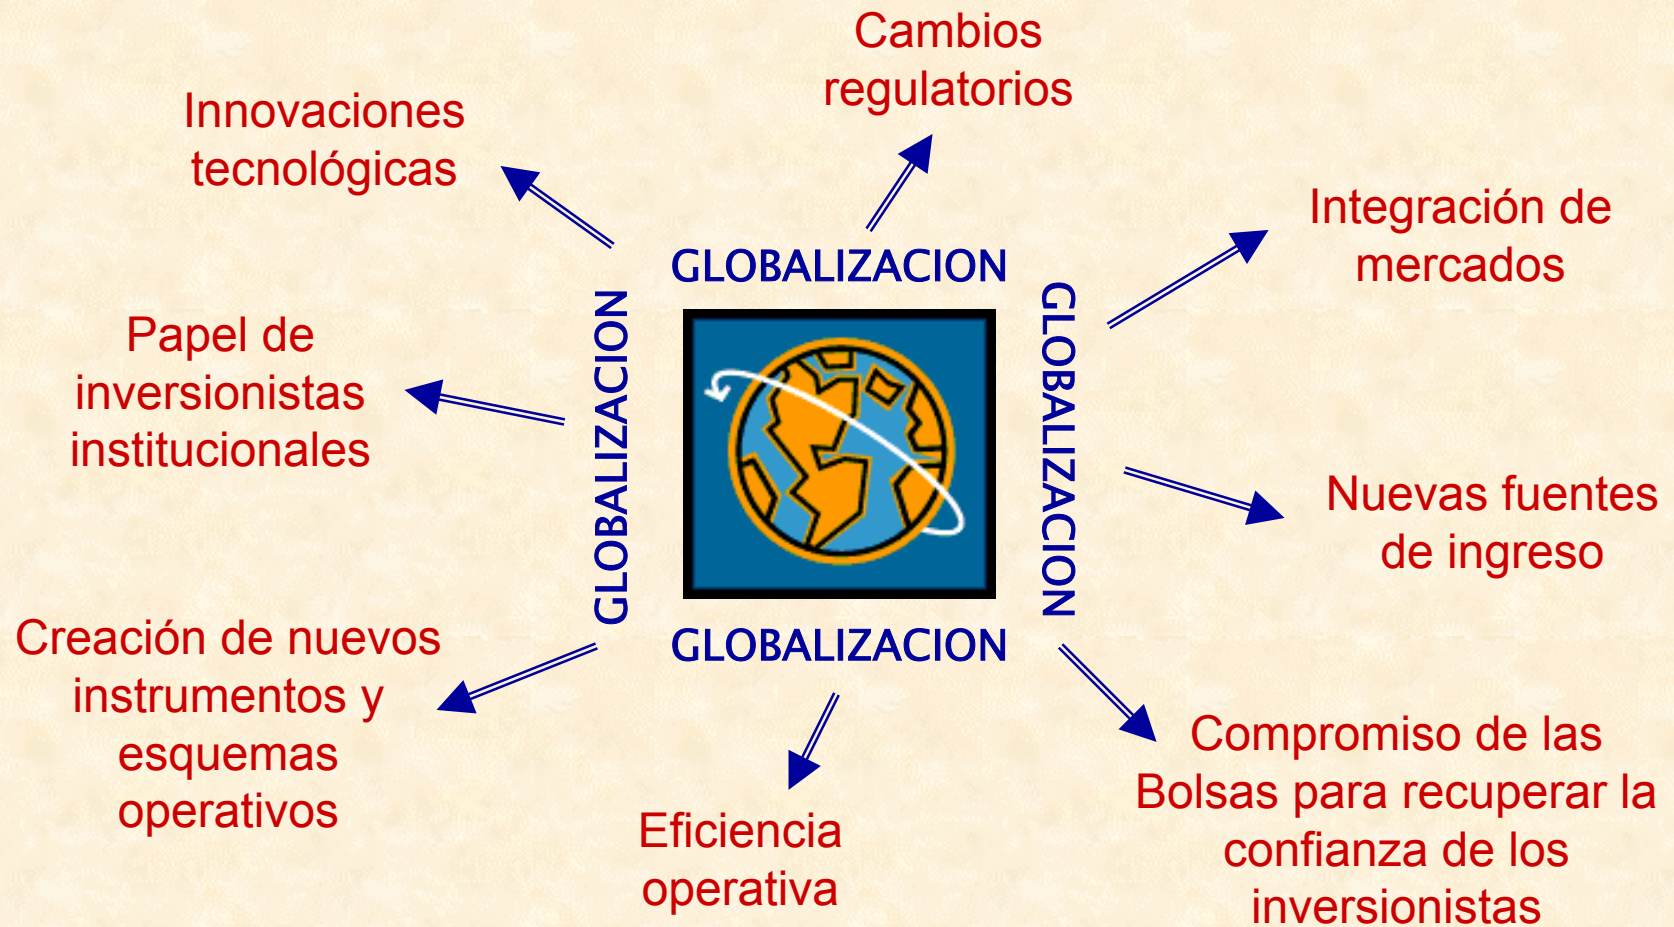 Cambios
regulatorios
Innovaciones
tecnológicas
Integración de
mercados
GLOBALIZACION
GLOBALIZACION
GLOBALIZACION
Papel de
inversionistas
institucionales
Nuevas fuentes
de ingreso
Creación de nuevos
instrumentos y
esquemas
operativos
GLOBALIZACION
Compromiso de las
Bolsas para recuperar la
confianza de los
inversionistas
Eficiencia
operativa